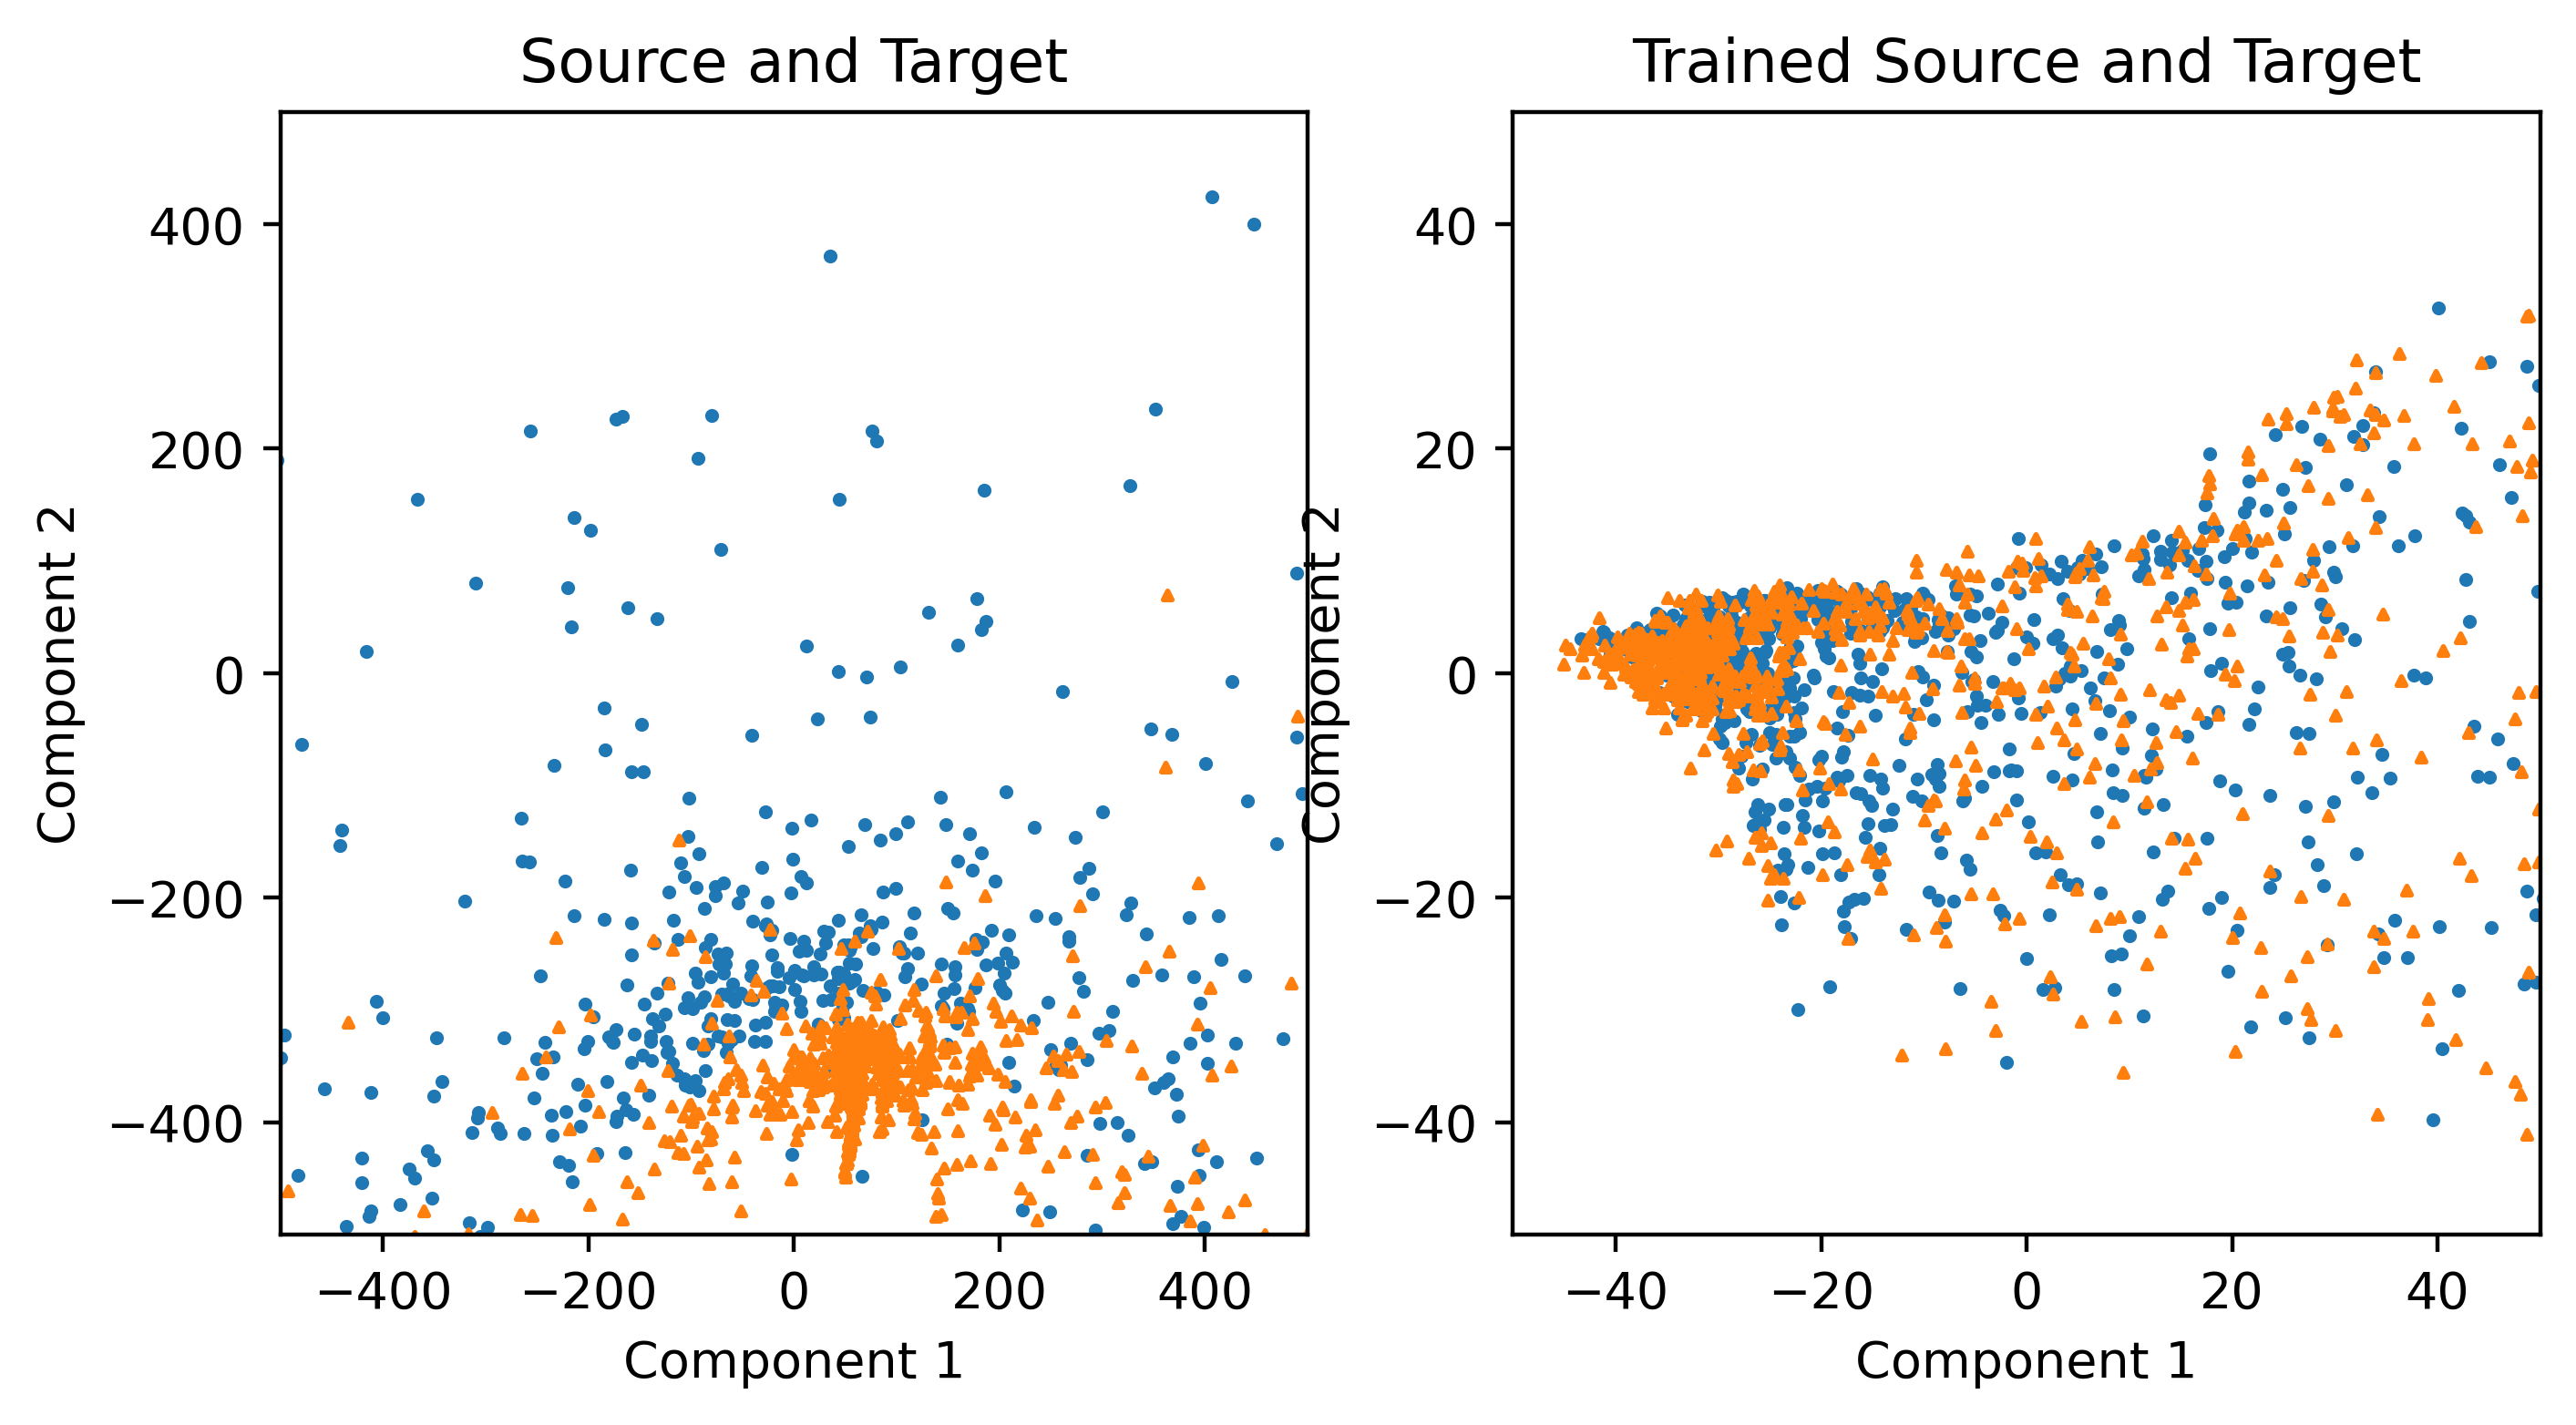 Source and Target
Component 2
400
200
0
−200
−400
−400 −200 0 200 400
Component 1
Trained Source and Target
Component 2
40
20
0
−20
−40
−40 −20 0 20 40
Component 1